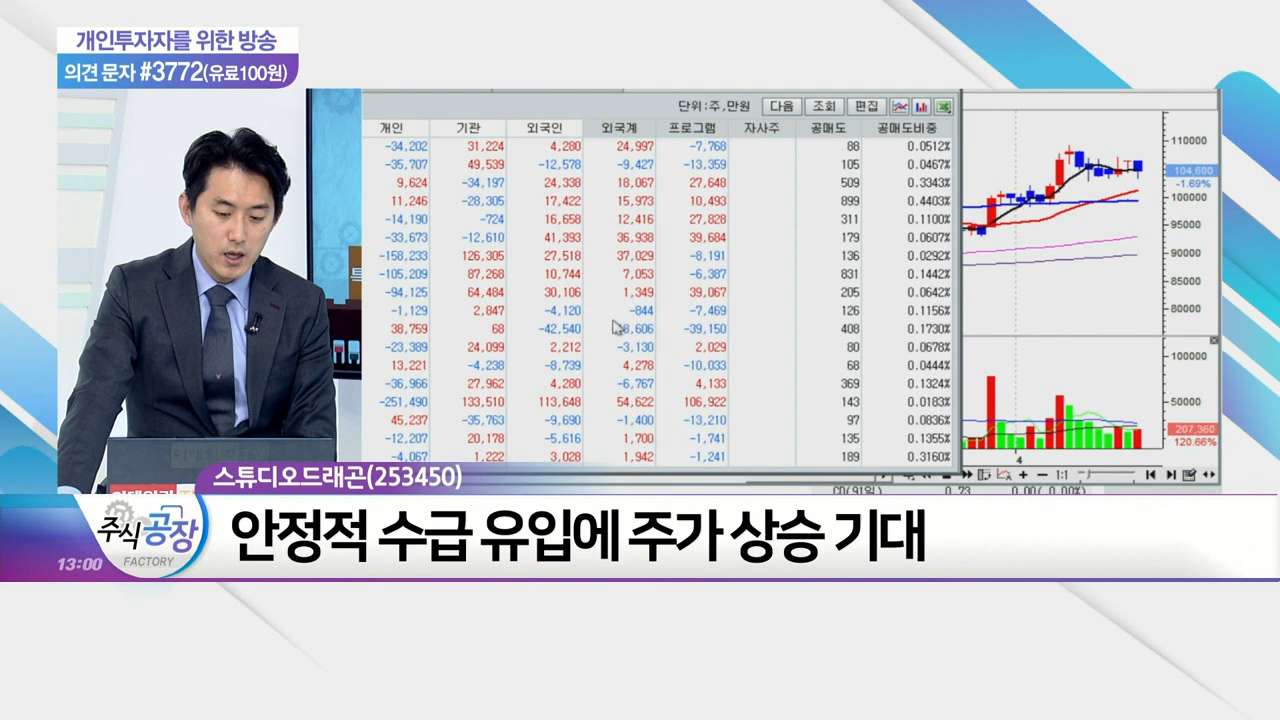 개인투자자를 위한 방송
의견 문자 #3772(유료100원)
단위:주,만원 다음 조회 편집
개인 기관 외국인 외국계 프로그램 자사주 공매도 공매도비중
-34,202 31,224 4,280 24,997 -7,768 88 0.0512%
-35,707 49,539 -12,578 -9,427 -13,359 105 0.0467%
9,624 -34,197 24,338 18,067 27,648 509 0.3343%
11,246 -28,305 17,422 15,973 10,493 899 0.4403%
-14,190 -724 16,658 12,416 27,828 311 0.1100%
-33,673 -12,610 41,393 36,938 39,684 179 0.0607%
-158,233 126,305 27,518 37,029 -8,191 136 0.0292%
-105,209 87,268 10,744 7,053 -6,387 831 0.1442%
-94,125 64,484 30,106 1,349 39,067 205 0.0642%
-1,129 2,847 -4,120 -844 -7,469 126 0.1156%
38,759 68 -42,540 -39,150 408 0.1730%
-23,389 24,099 2,212 -3,130 2,029 80 0.0678%
13,221 -4,238 -8,739 4,278 -10,033 68 0.0444%
-36,966 27,962 4,280 -6,767 4,133 369 0.1324%
-251,490 133,510 113,648 54,622 106,922 143 0.0183%
45,237 -35,763 -9,690 -1,400 -13,210 97 0.0836%
-12,207 20,178 -5,616 1,700 -1,741 135 0.1355%
-4,067 1,222 3,028 1,942 -1,241 189 0.3160%
110000
104,600
-1.69%
100000
95000
90000
85000
80000
100000
50000
207,360
120.66%
4
1:1
CD(91일) 0.73 0.00( 0.00%)
스튜디오드래곤(253450)
안정적 수급 유입에 주가 상승 기대
주식공장
FACTORY
13:00